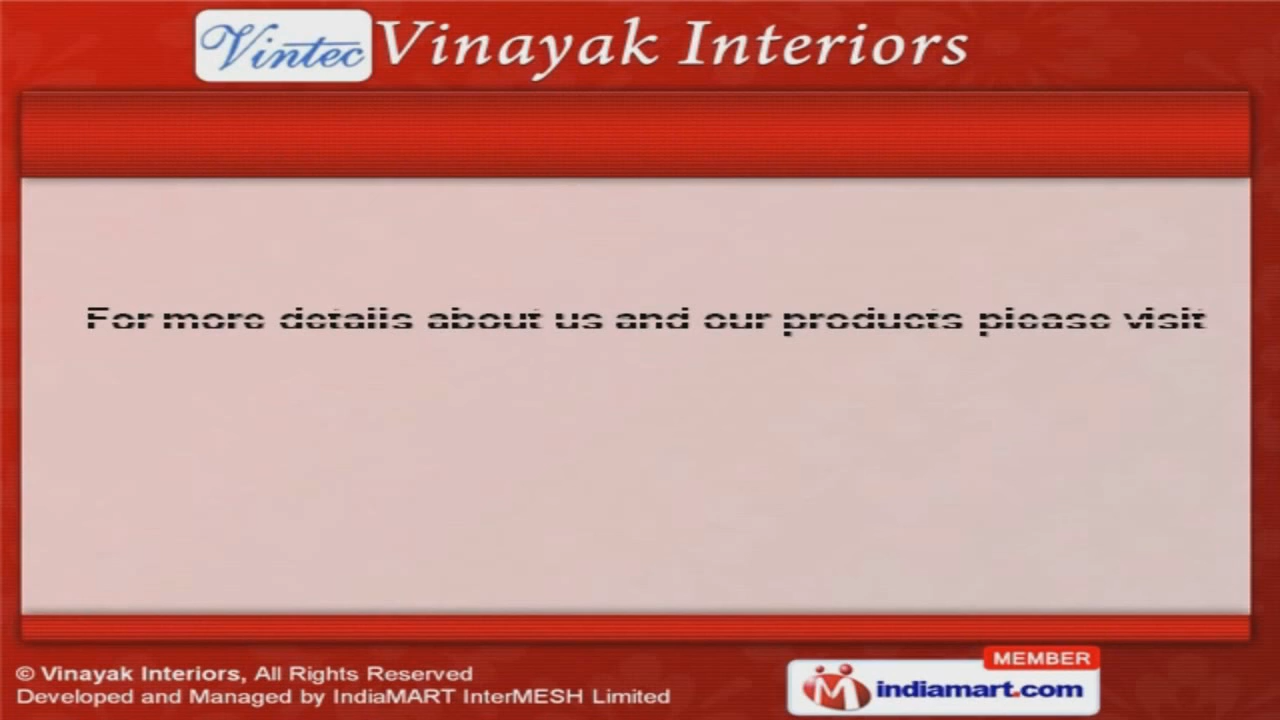 Vintec Vinayak Interiors
For more details about us and our products please visit
© Vinayak Interiors, All Rights Reserved
Developed and Managed by IndiaMART InterMESH Limited
MEMBER
indiamart.com